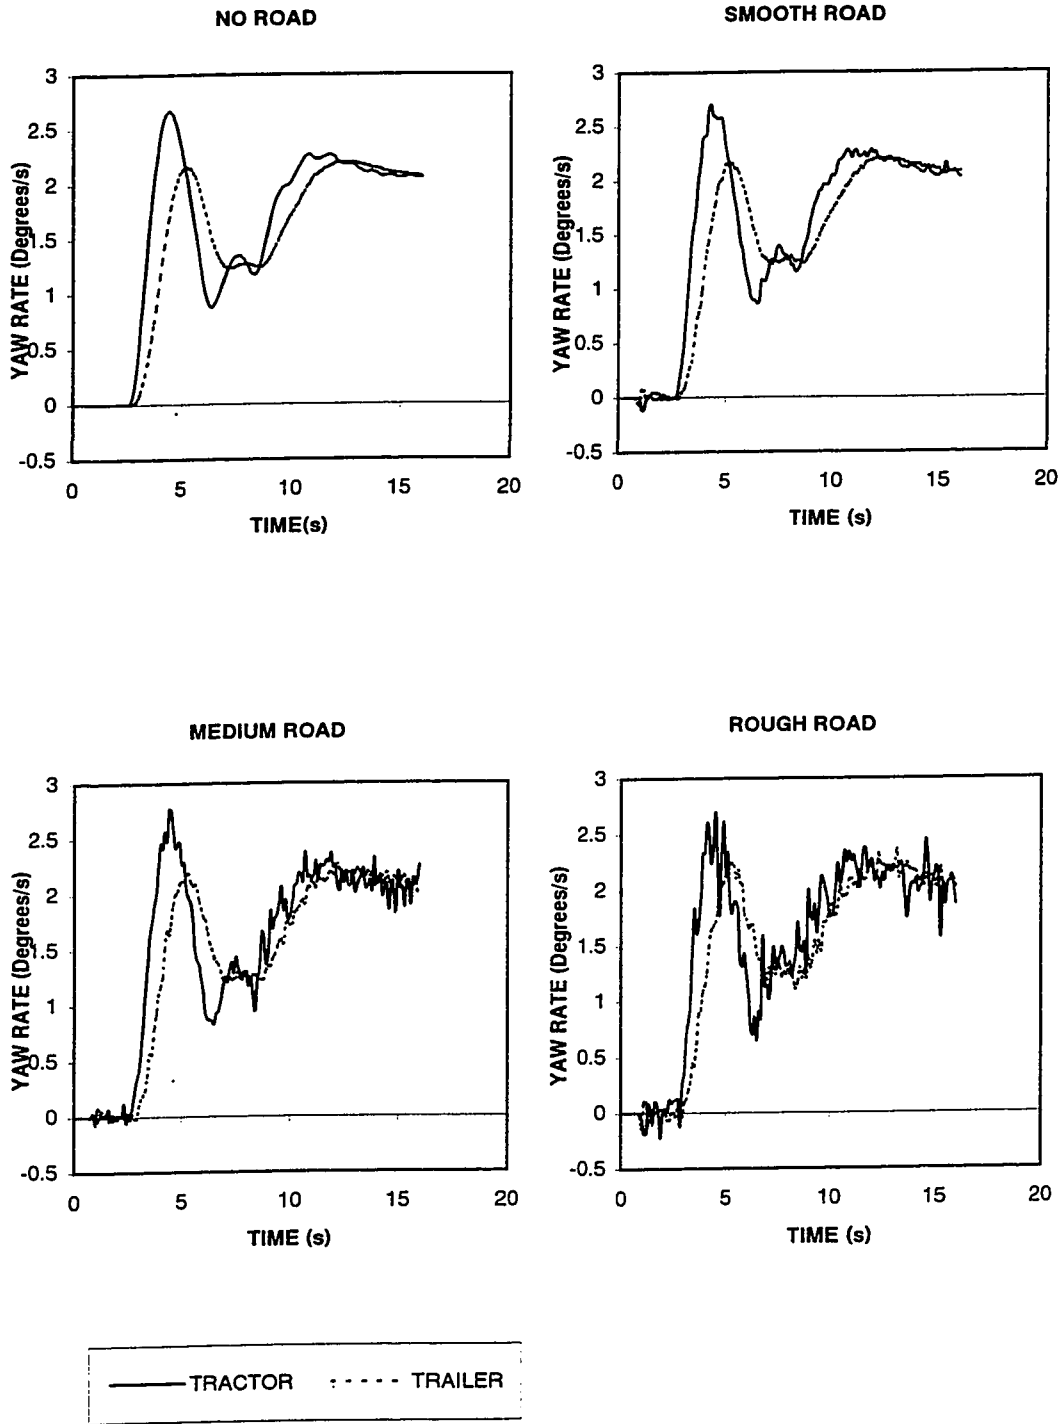 NO ROAD
YAW RATE (Degrees/s)
3
2.5
2
1.5
1
0.5
0
-0.5
0 5 10 15 20
TIME(s)
SMOOTH ROAD
YAW RATE (Degrees/s)
3
2.5
2
1.5
1
0.5
0
-0.5
0 5 10 15 20
TIME (s)
MEDIUM ROAD
YAW RATE (Degrees/s)
3
2.5
2
1.5
1
0.5
0
-0.5
0 5 10 15 20
TIME (s)
ROUGH ROAD
YAW RATE (Degrees/s)
3
2.5
2
1.5
1
0.5
0
-0.5
0 5 10 15 20
TIME (s)
TRACTOR TRAILER